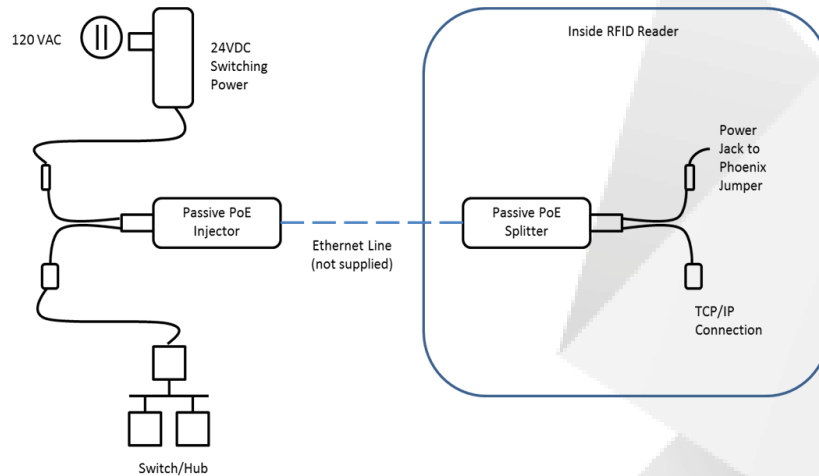 120 VAC
24VDC
Switching
Power
Inside RFID Reader
Power
Jack to
Phoenix
Jumper
Passive PoE
Injector
Ethernet Line
(not supplied)
Passive PoE
Splitter
TCP/IP
Connection
Switch/Hub